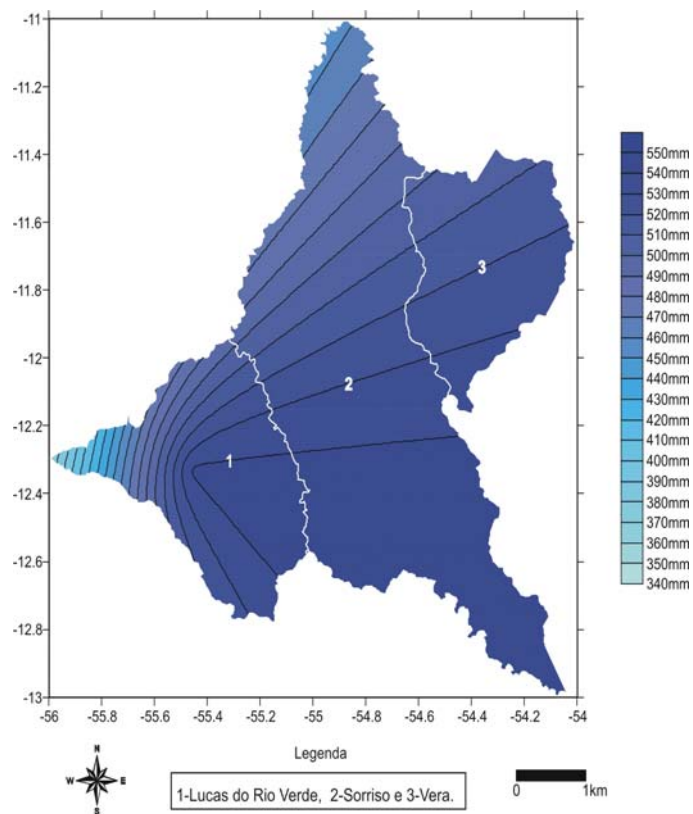 -11
-11.2
-11.4
-11.6
-11.8
-12
-12.2
-12.4
-12.6
-12.8
-13
3
2
1
-56 -55.8 -55.6 -55.4 -55.2 -55 -54.8 -54.6 -54.4 -54.2 -54
550mm
540mm
530mm
520mm
510mm
500mm
490mm
480mm
470mm
460mm
450mm
440mm
430mm
420mm
410mm
400mm
380mm
370mm
360mm
350mm
340mm
Legenda
N
W E
S
1-Lucas do Rio Verde, 2-Sorriso e 3-Vera.
0 1km